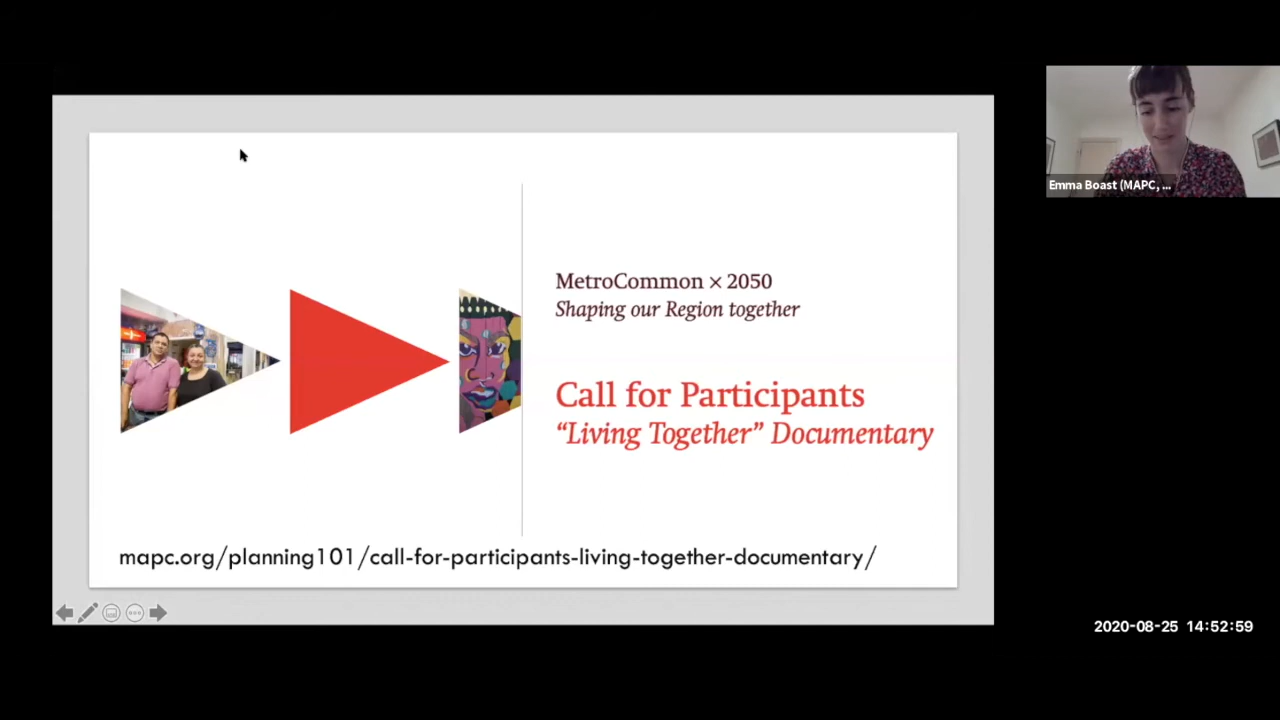 MetroCommon × 2050
Shaping our Region together
Call for Participants
“Living Together” Documentary
mapc.org/planning101/call-for-participants-living-together-documentary/
Emma Boast (MAPC, ...
2020-08-25 14:52:59